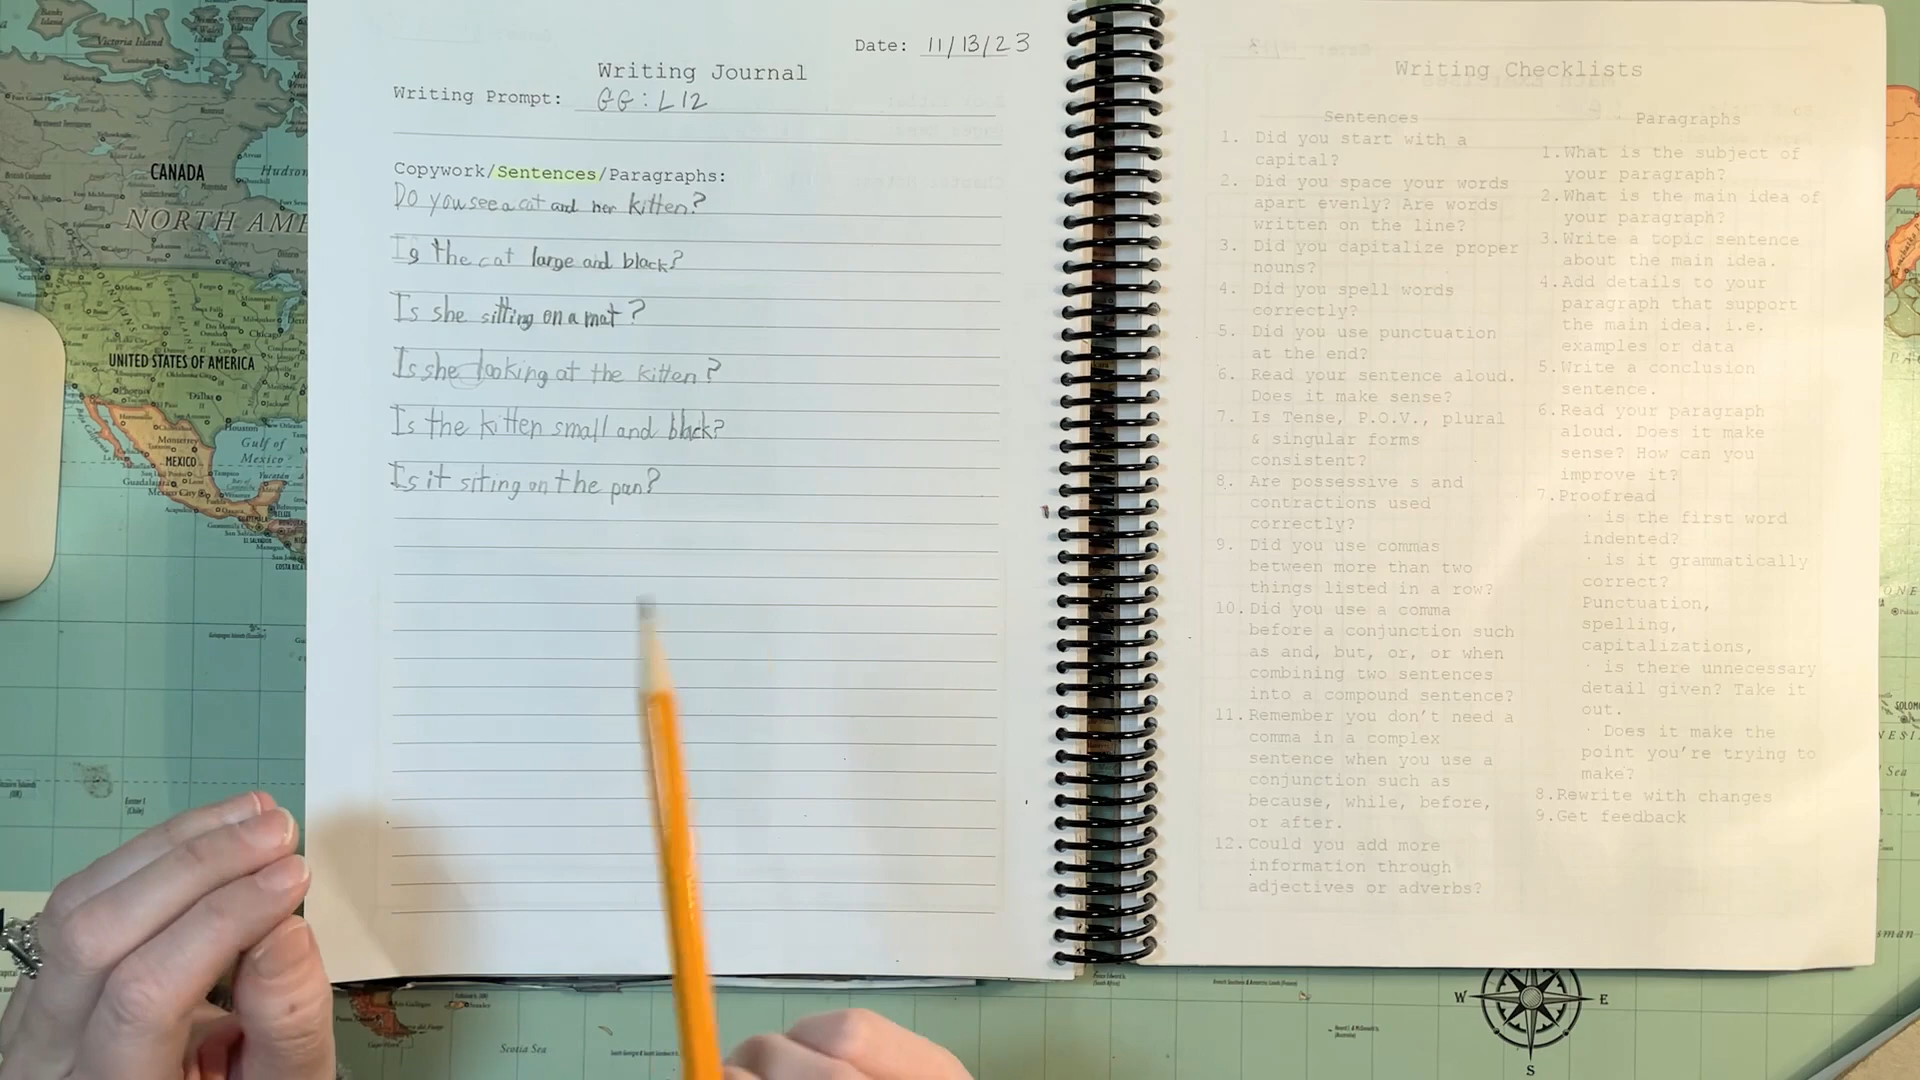 Date: 11/13/23
Writing Journal
Writing Prompt: GG: L12
Copywork/Sentences/Paragraphs:
Do you see a cat and her kitten?
Is the cat large and black?
Is she sitting on a mat?
Is she looking at the kitten?
Is the kitten small and black?
Is it siting on the pan?
Writing Checklists
Sentences
1. Did you start with a
capital?
2. Did you space your words
apart evenly? Are words
written on the line?
3. Did you capitalize proper
nouns?
4. Did you spell words
correctly?
5. Did you use punctuation
at the end?
6. Read your sentence aloud.
Does it make sense?
7. Is Tense, P.O.V., plural
& singular forms
consistent?
8. Are possessive s and
contractions used
correctly?
9. Did you use commas
between more than two
things listed in a row?
10. Did you use a comma
before a conjunction such
as and, but, or, or when
combining two sentences
into a compound sentence?
11. Remember you don't need a
comma in a complex
sentence when you use a
conjunction such as
because, while, before,
or after.
12. Could you add more
information through
adjectives or adverbs?
Paragraphs
1. What is the subject of
your paragraph?
2. What is the main idea of
your paragraph?
3. Write a topic sentence
about the main idea.
4. Add details to your
paragraph that support
the main idea. i.e.
examples or data
5. Write a conclusion
sentence.
6. Read your paragraph
aloud. Does it make
sense? How can you
improve it?
7. Proofread
· is the first word
indented?
· is it grammatically
correct?
Punctuation,
spelling,
capitalizations,
· is there unnecessary
detail given? Take it
out.
· Does it make the
point you're trying to
make?
8. Rewrite with changes
9. Get feedback
Victoria Island
CANADA
Hudson
NORTH AME
UNITED STATES OF AMERICA
Chicago
Dallas
Houston
Gulf of
Mexico
Monterrey
MEXICO
Guadalajara
Mexico City
COSTA RICA
Scotia Sea
W
E
S